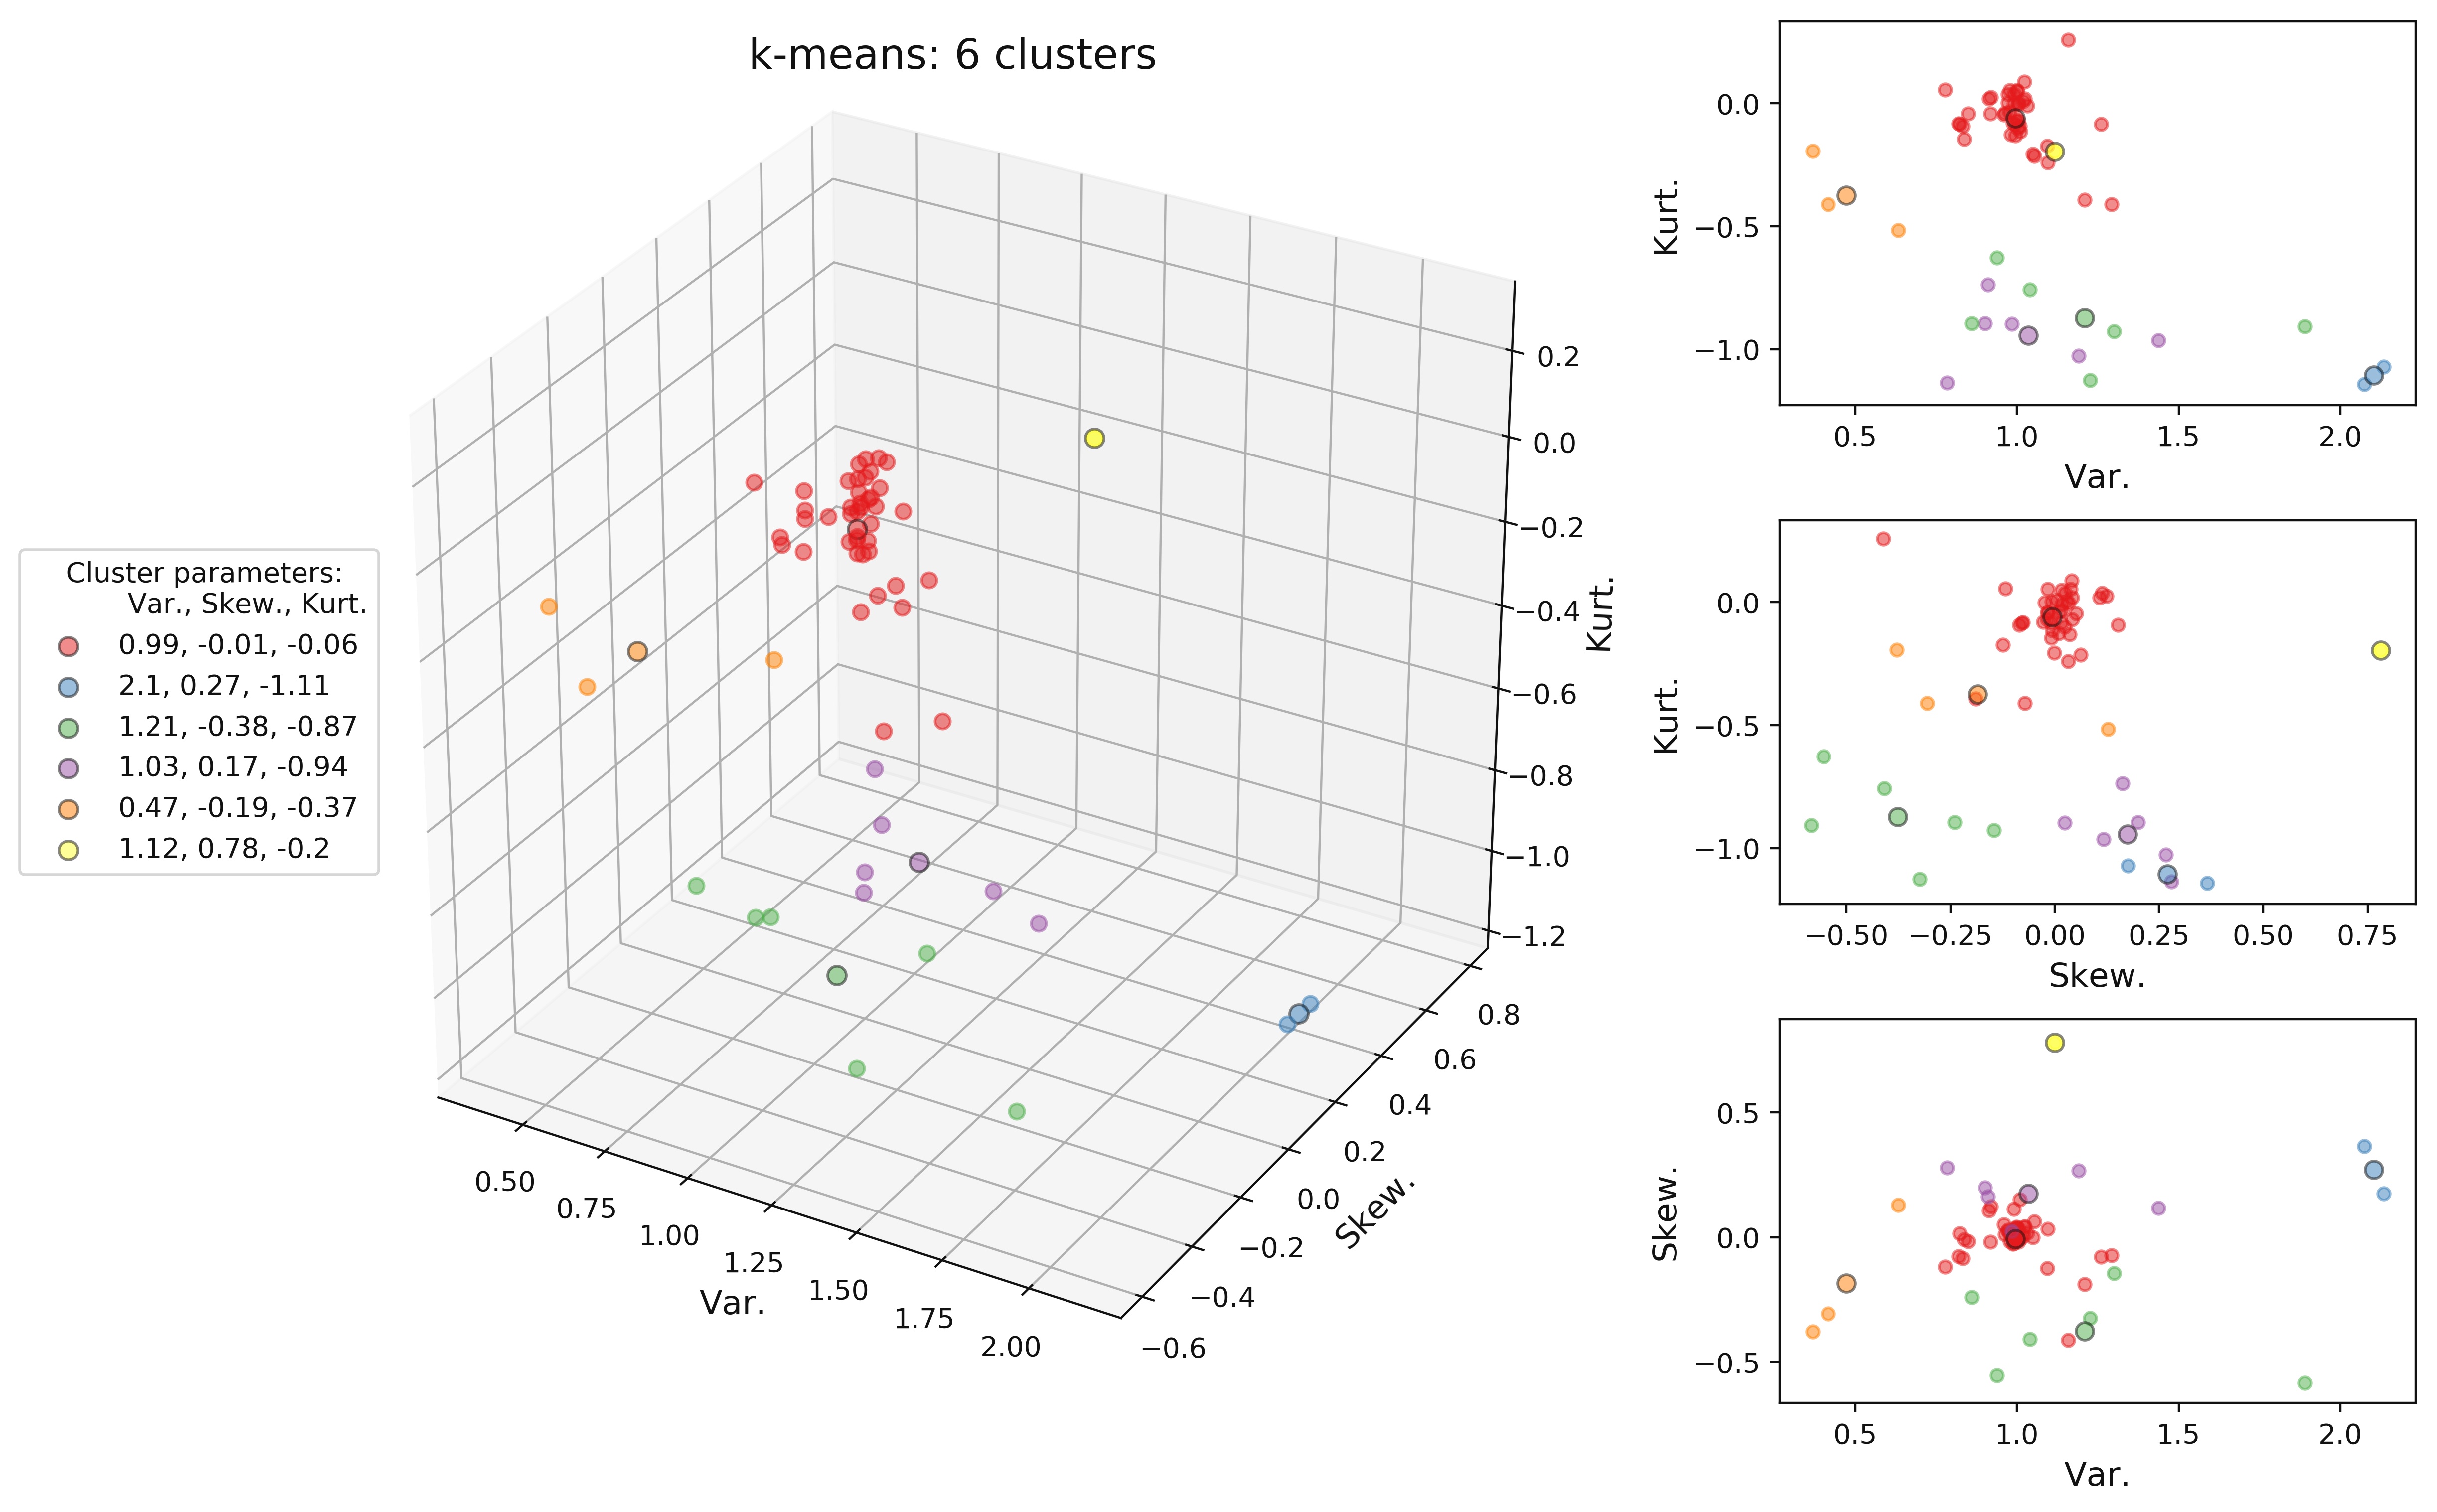 k-means: 6 clusters
Cluster parameters:
Var., Skew., Kurt.
0.99, -0.01, -0.06
2.1, 0.27, -1.11
1.21, -0.38, -0.87
1.03, 0.17, -0.94
0.47, -0.19, -0.37
1.12, 0.78, -0.2
0.50
0.75
1.00
1.25
1.50
1.75
2.00
Var.
−0.6
−0.4
−0.2
0.0
0.2
0.4
0.6
0.8
Skew.
0.2
0.0
−0.2
−0.4
−0.6
−0.8
−1.0
−1.2
Kurt.
0.0
−0.5
−1.0
Kurt.
0.5 1.0 1.5 2.0
Var.
0.0
−0.5
−1.0
Kurt.
−0.50 −0.25 0.00 0.25 0.50 0.75
Skew.
0.5
0.0
−0.5
Skew.
0.5 1.0 1.5 2.0
Var.